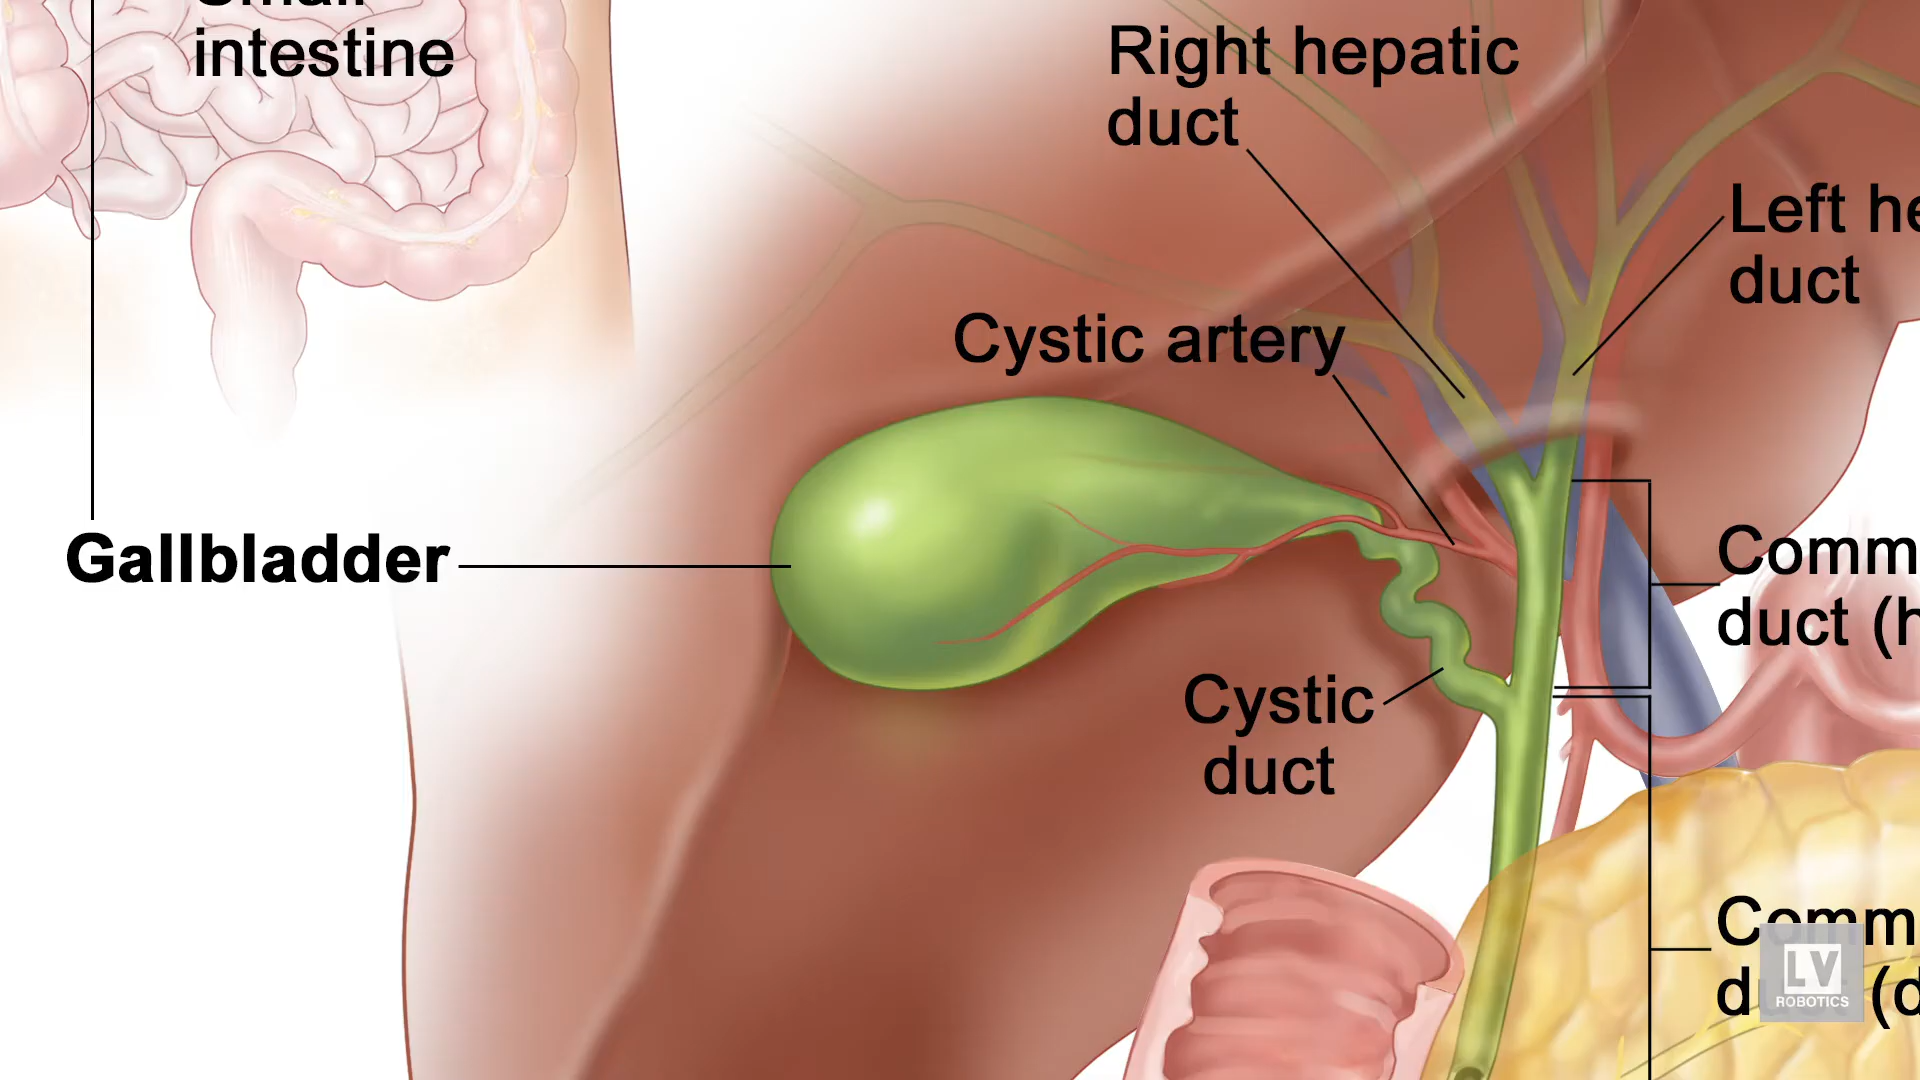 intestine
Right hepatic
duct
Left he
duct
Cystic artery
Gallbladder
Comm
duct (h
Cystic
duct
Comm
(d
LV
ROBOTICS